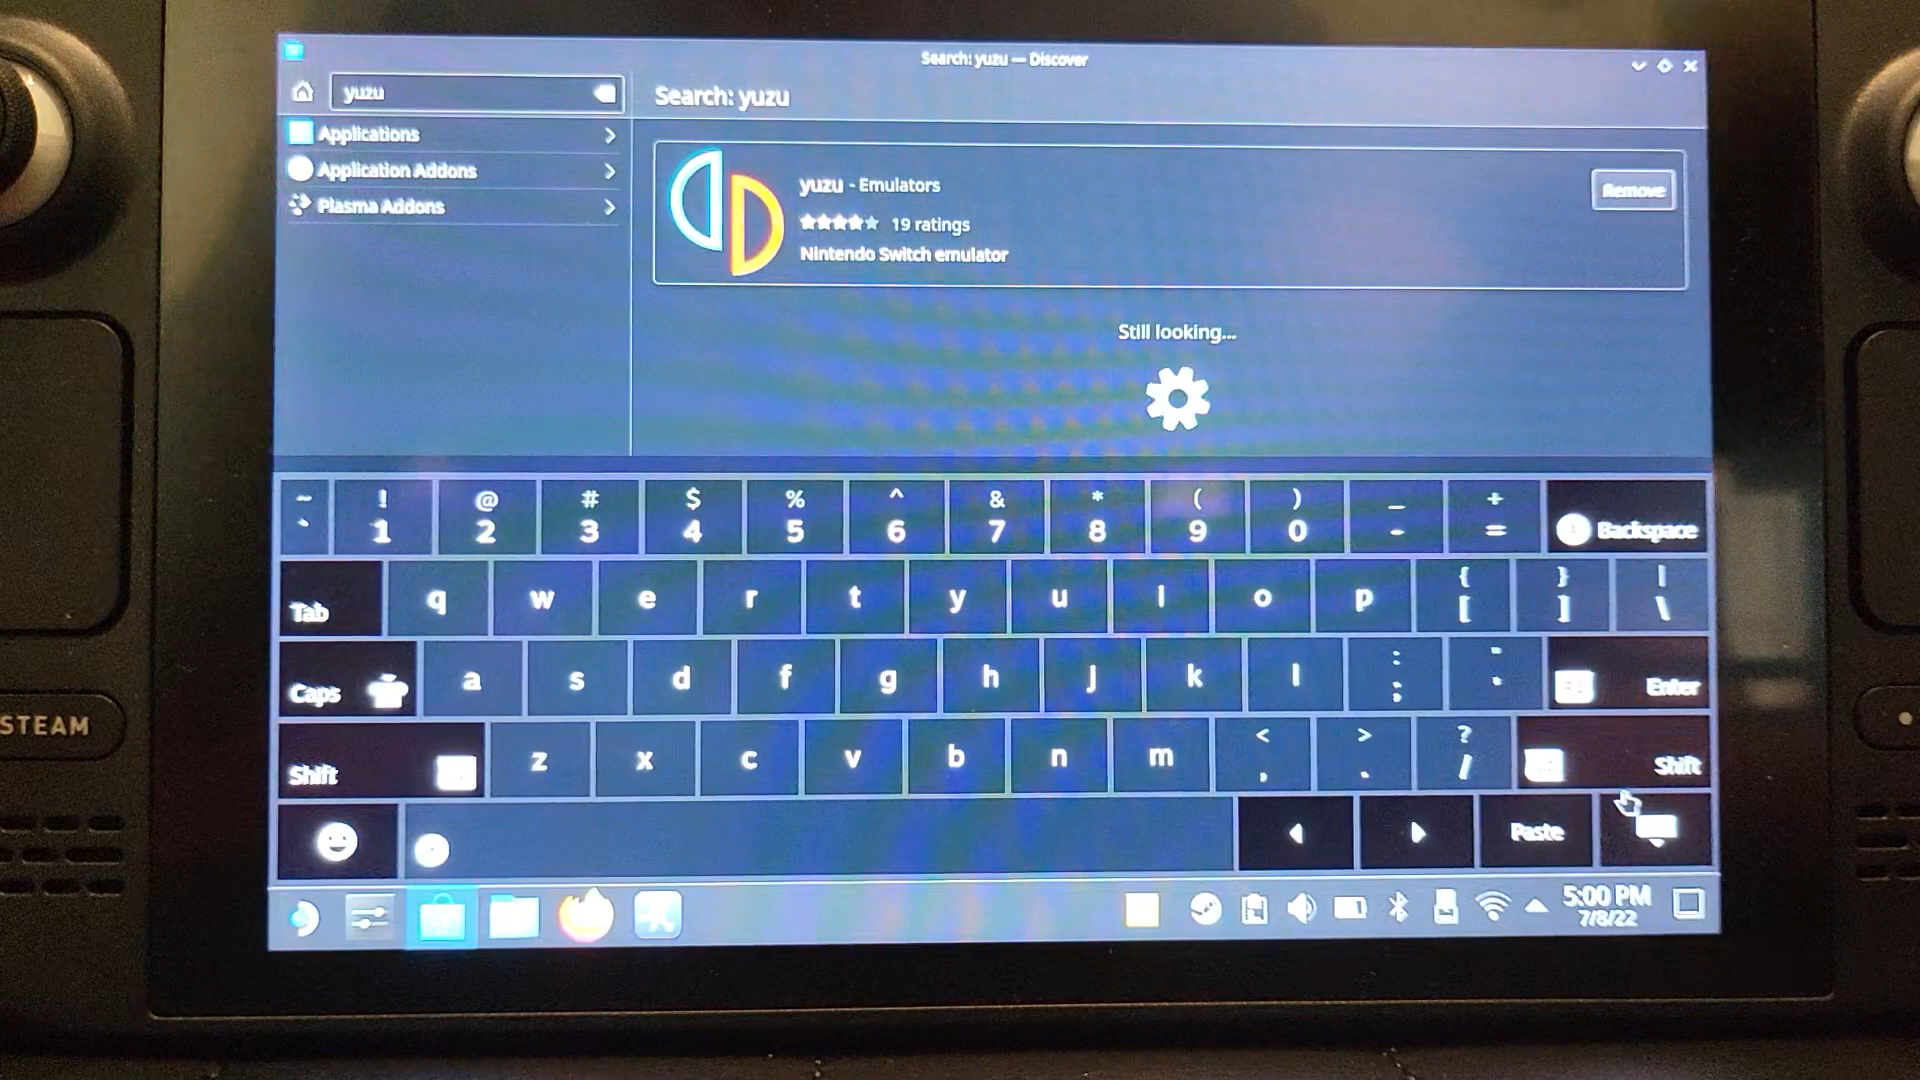 Search: yuzu — Discover
yuzu
Search: yuzu
Applications
Application Addons
Plasma Addons
yuzu - Emulators
19 ratings
Nintendo Switch emulator
Remove
Still looking...
~ ! @ # $ % ^ & * ( ) _ +
` 1 2 3 4 5 6 7 8 9 0 - = Backspace
Tab q w e r t y u i o p { [ } ] | \
Caps a s d f g h j k l : ; " ' Enter
Shift z x c v b n m < , > . ? / Shift
Paste
STEAM
5:00 PM
7/8/22